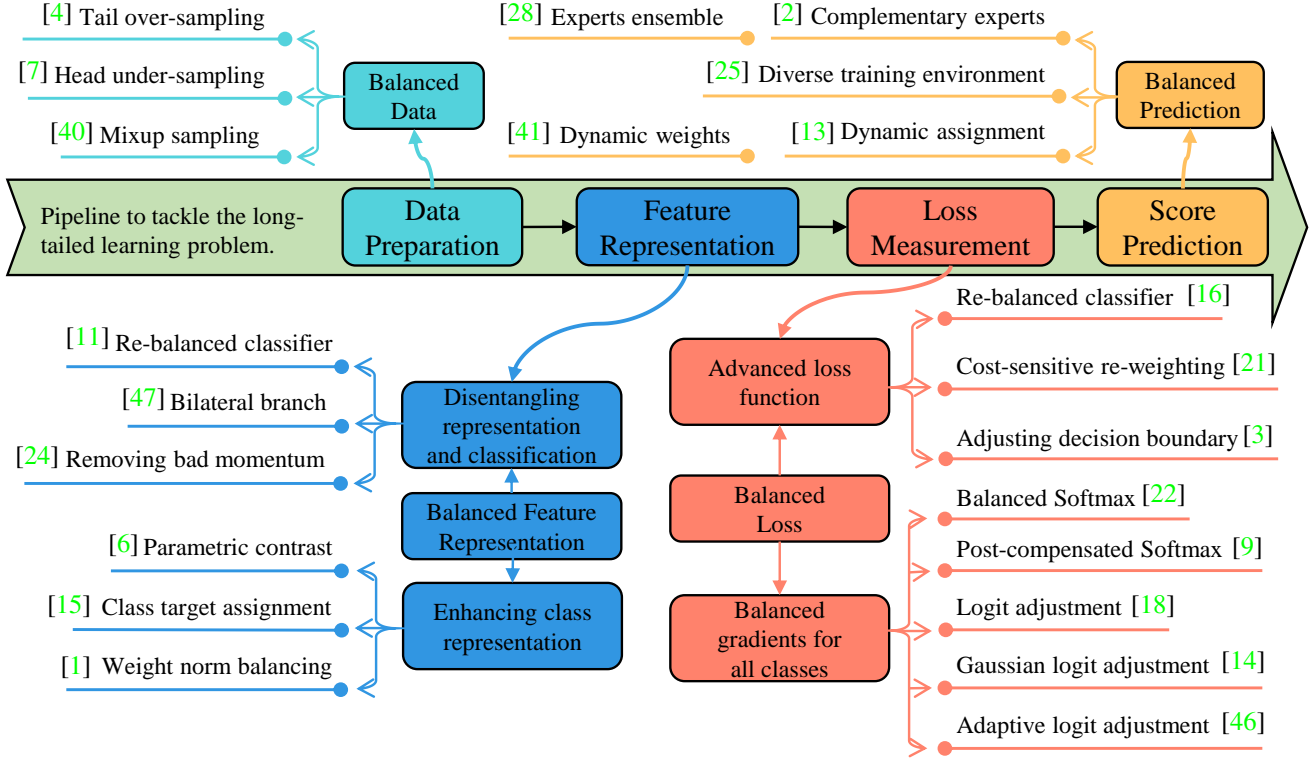 [4] Tail over-sampling
[7] Head under-sampling
[40] Mixup sampling
Balanced
Data
[28] Experts ensemble
[2] Complementary experts
[25] Diverse training environment
[41] Dynamic weights
[13] Dynamic assignment
Balanced
Prediction
Pipeline to tackle the long-
tailed learning problem.
Data
Preparation
Feature
Representation
Loss
Measurement
Score
Prediction
[11] Re-balanced classifier
[47] Bilateral branch
[24] Removing bad momentum
Disentangling
representation
and classification
Balanced Feature
Representation
[6] Parametric contrast
[15] Class target assignment
[1] Weight norm balancing
Enhancing class
representation
Advanced loss
function
Balanced
Loss
Balanced
gradients for
all classes
Re-balanced classifier [16]
Cost-sensitive re-weighting [21]
Adjusting decision boundary [3]
Balanced Softmax [22]
Post-compensated Softmax [9]
Logit adjustment [18]
Gaussian logit adjustment [14]
Adaptive logit adjustment [46]